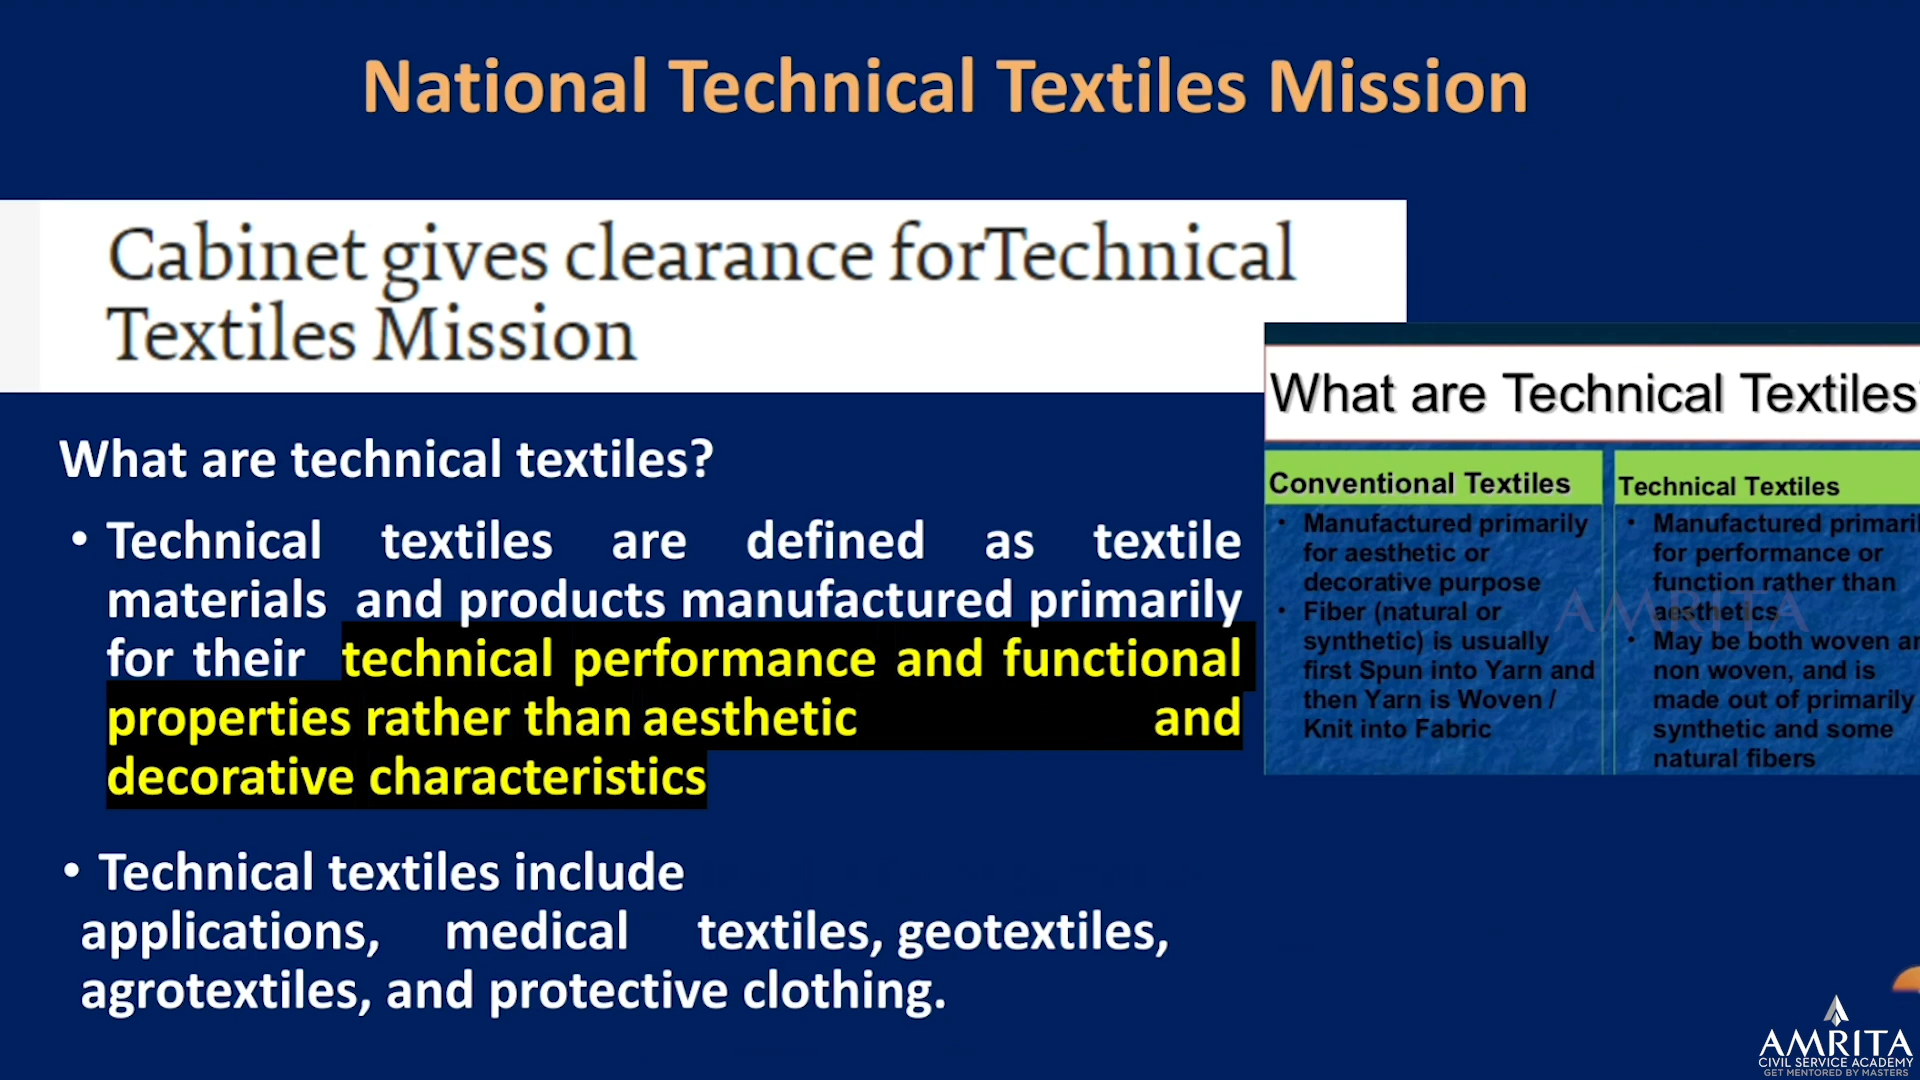 National Technical Textiles Mission
Cabinet gives clearance forTechnical
Textiles Mission
What are technical textiles?
• Technical textiles are defined as textile
materials and products manufactured primarily
for their technical performance and functional
properties rather than aesthetic and
decorative characteristics
• Technical textiles include
applications, medical textiles, geotextiles,
agrotextiles, and protective clothing.
What are Technical Textiles?
Conventional Textiles
• Manufactured primarily
for aesthetic or
decorative purpose
• Fiber (natural or
synthetic) is usually
first Spun into Yarn and
then Yarn is Woven /
Knit into Fabric
Technical Textiles
• Manufactured primaril
for performance or
function rather than
aesthetics
• May be both woven an
non woven, and is
made out of primarily
synthetic and some
natural fibers
AMRITA
AMRITA
CIVIL SERVICE ACADEMY
GET MENTORED BY MASTERS